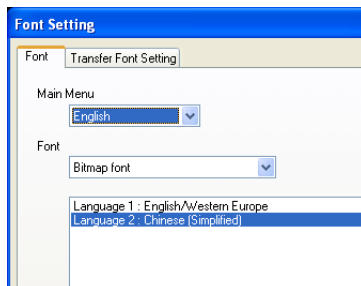 Font Setting
Font
Transfer Font Setting
Main Menu
English
Font
Bitmap font
Language 1 : English/Western Europe
Language 2 : Chinese (Simplified)